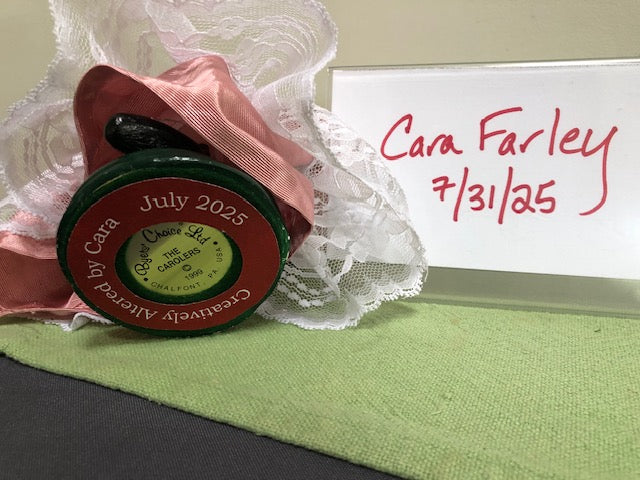 July 2025
Creatively Altered by Cara
Byers' Choice Ltd.
THE
CAROLERS
©
1999
CHALFONT, PA. USA
Cara Farley
7/31/25